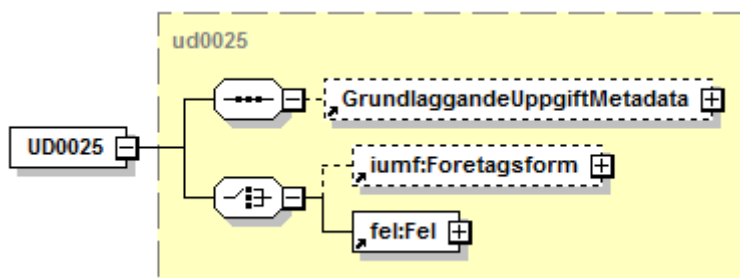 ud0025
GrundlaggandeUppgiftMetadata
UD0025
iumf:Foretagsform
fel:Fel